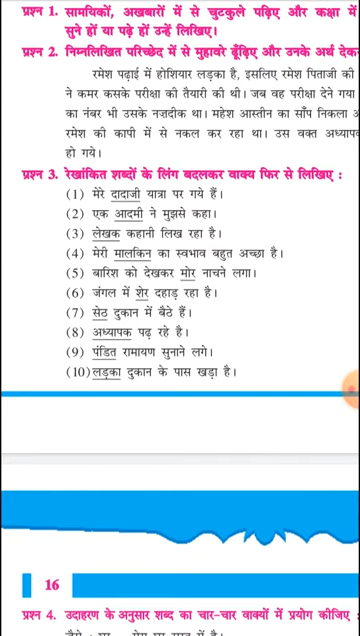 प्रश्न 1. सामयिकों, अखबारों में से चुटकुले पढ़िए और कक्षा में
सुने हों या पढ़े हों उन्हें लिखिए।
प्रश्न 2. निम्नलिखित परिच्छेद में से मुहावरे ढूँढ़िए और उनके अर्थ देक
रमेश पढ़ाई में होशियार लड़का है, इसलिए रमेश पिताजी की
ने कमर कसके परीक्षा की तैयारी की थी। जब वह परीक्षा देने गया
का नंबर भी उसके नज़दीक था। महेश आस्तीन का साँप निकला
रमेश की कापी में से नकल कर रहा था। उस वक्त अध्याप
हो गये।
प्रश्न 3. रेखांकित शब्दों के लिंग बदलकर वाक्य फिर से लिखिए :
(1) मेरे दादाजी यात्रा पर गये हैं।
(2) एक आदमी ने मुझसे कहा।
(3) लेखक कहानी लिख रहा है।
(4) मेरी मालकिन का स्वभाव बहुत अच्छा है।
(5) बारिश को देखकर मोर नाचने लगा।
(6) जंगल में शेर दहाड़ रहा है।
(7) सेठ दुकान में बैठे हैं।
(8) अध्यापक पढ़ रहे है।
(9) पंडित रामायण सुनाने लगे।
(10) लड़का दुकान के पास खड़ा है।
16
प्रश्न 4. उदाहरण के अनुसार शब्द का चार-चार वाक्यों में प्रयोग कीजिए :